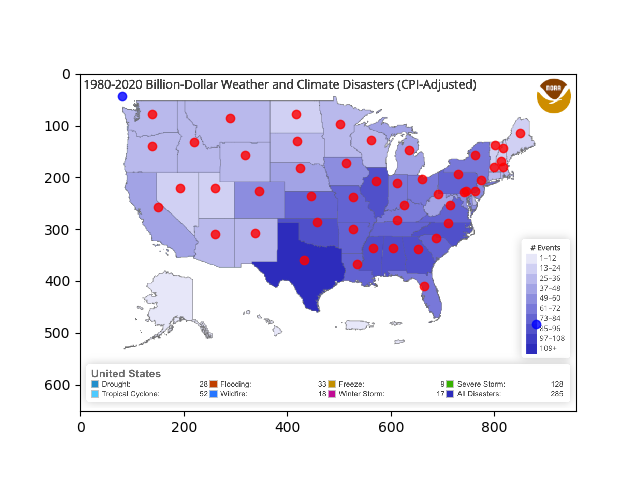 1980-2020 Billion-Dollar Weather and Climate Disasters (CPI-Adjusted)
NOAA
0
100
200
300
400
500
600
# Events
1–12
13–24
25–36
37–48
49–60
61–72
73–84
85–96
97–108
109+
United States
Drought: 28 Flooding: 33 Freeze: 9 Severe Storm: 128
Tropical Cyclone: 52 Wildfire: 18 Winter Storm: 17 All Disasters: 285
0 200 400 600 800